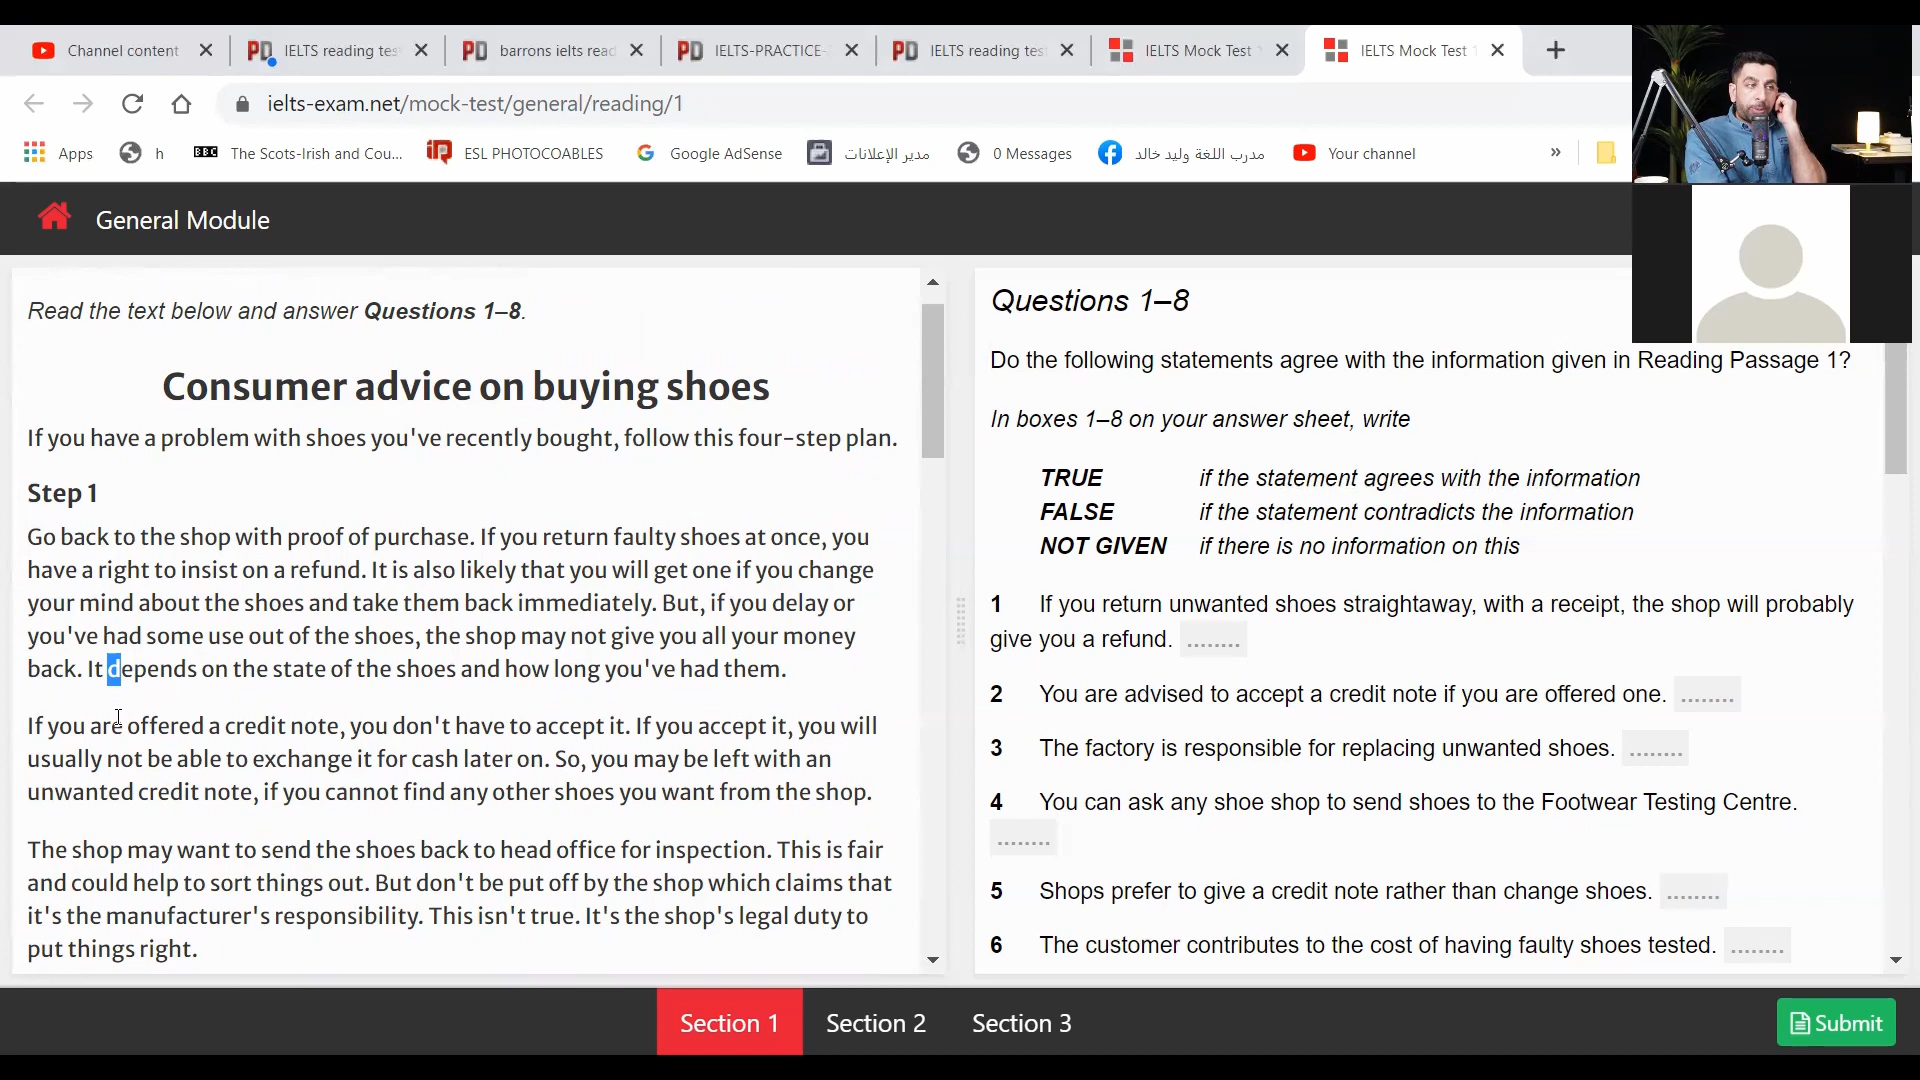 Channel content
IELTS reading tes
barrons ielts read
IELTS-PRACTICE-
IELTS reading tes
IELTS Mock Test 1
IELTS Mock Test 1
ielts-exam.net/mock-test/general/reading/1
Apps
h
BBC
The Scots-Irish and Cou...
ESL PHOTOCOABLES
Google AdSense
مدير الإعلانات
0 Messages
مدرب اللغة وليد خالد
Your channel
»
General Module
Read the text below and answer Questions 1–8.
Consumer advice on buying shoes
If you have a problem with shoes you've recently bought, follow this four-step plan.
Step 1
Go back to the shop with proof of purchase. If you return faulty shoes at once, you
have a right to insist on a refund. It is also likely that you will get one if you change
your mind about the shoes and take them back immediately. But, if you delay or
you've had some use out of the shoes, the shop may not give you all your money
back. It depends on the state of the shoes and how long you've had them.
If you are offered a credit note, you don't have to accept it. If you accept it, you will
usually not be able to exchange it for cash later on. So, you may be left with an
unwanted credit note, if you cannot find any other shoes you want from the shop.
The shop may want to send the shoes back to head office for inspection. This is fair
and could help to sort things out. But don't be put off by the shop which claims that
it's the manufacturer's responsibility. This isn't true. It's the shop's legal duty to
put things right.
Questions 1–8
Do the following statements agree with the information given in Reading Passage 1?
In boxes 1–8 on your answer sheet, write
TRUE if the statement agrees with the information
FALSE if the statement contradicts the information
NOT GIVEN if there is no information on this
1 If you return unwanted shoes straightaway, with a receipt, the shop will probably
give you a refund. ........
2 You are advised to accept a credit note if you are offered one. ........
3 The factory is responsible for replacing unwanted shoes. ........
4 You can ask any shoe shop to send shoes to the Footwear Testing Centre.
........
5 Shops prefer to give a credit note rather than change shoes. ........
6 The customer contributes to the cost of having faulty shoes tested. ........
Section 1
Section 2
Section 3
Submit